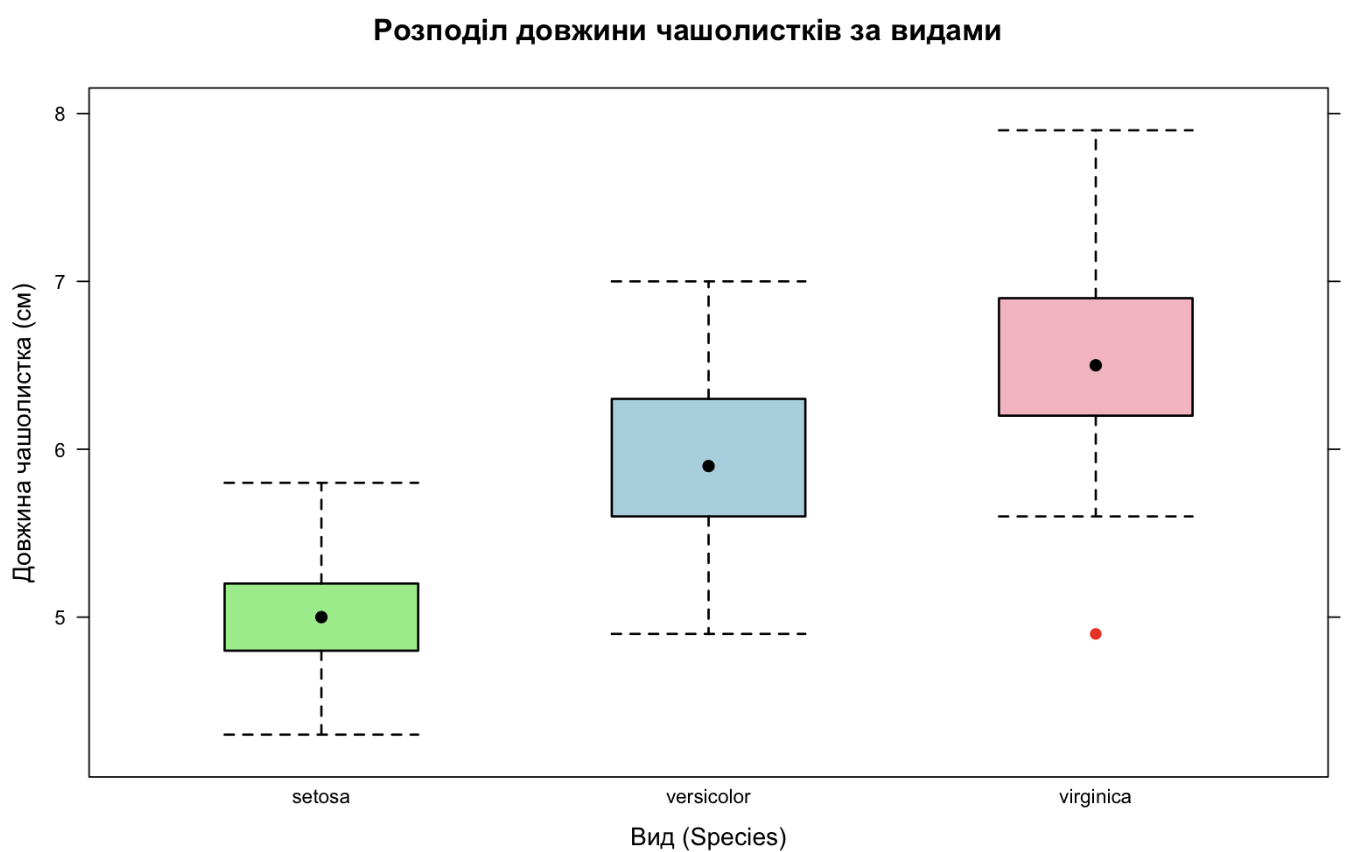 Розподіл довжини чашолистків за видами
Довжина чашолистка (см)
8
7
6
5
setosa
versicolor
virginica
Вид (Species)